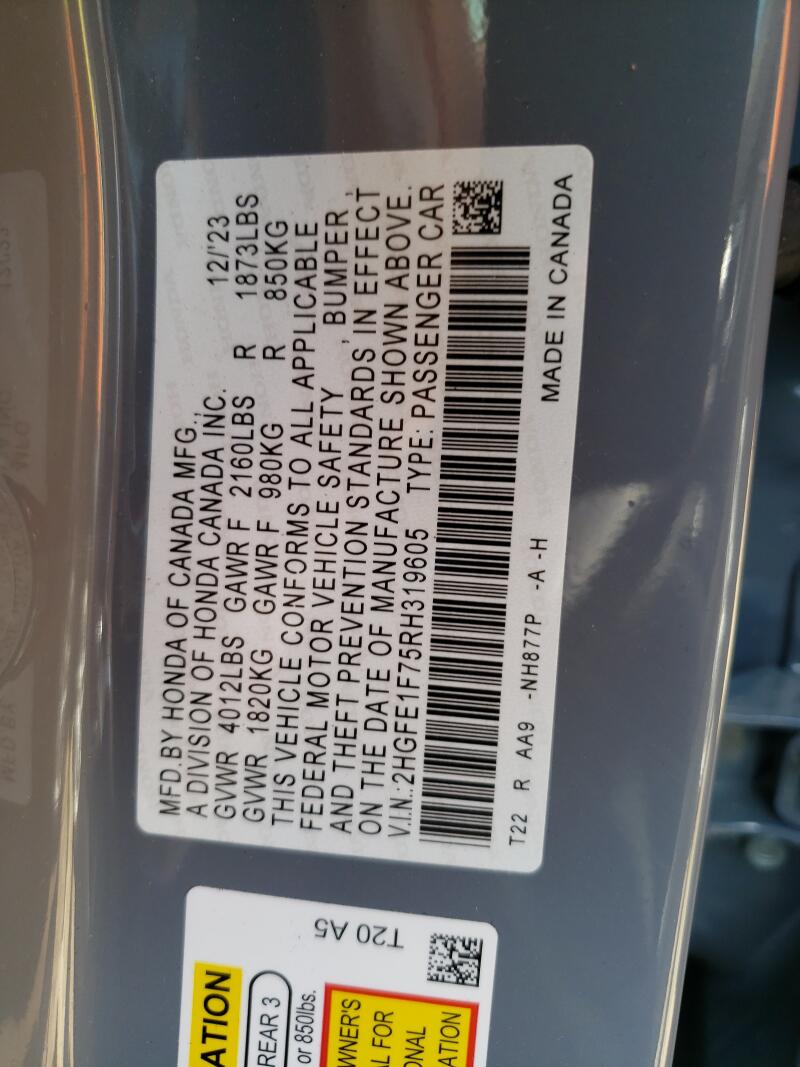 MFD.BY HONDA OF CANADA MFG.,
A DIVISION OF HONDA CANADA INC. 12/'23
GVWR 4012LBS GAWR F 2160LBS R 1873LBS
GVWR 1820KG GAWR F 980KG R 850KG
THIS VEHICLE CONFORMS TO ALL APPLICABLE
FEDERAL MOTOR VEHICLE SAFETY , BUMPER ,
AND THEFT PREVENTION STANDARDS IN EFFECT
ON THE DATE OF MANUFACTURE SHOWN ABOVE.
V.I.N.:2HGFE1F75RH319605 TYPE: PASSENGER CAR
MADE IN CANADA
T22 R AA9 -NH877P -A -H
T20 A5
ATION
REAR 3
or 850lbs.
WNER'S
L FOR
ONAL
ATION